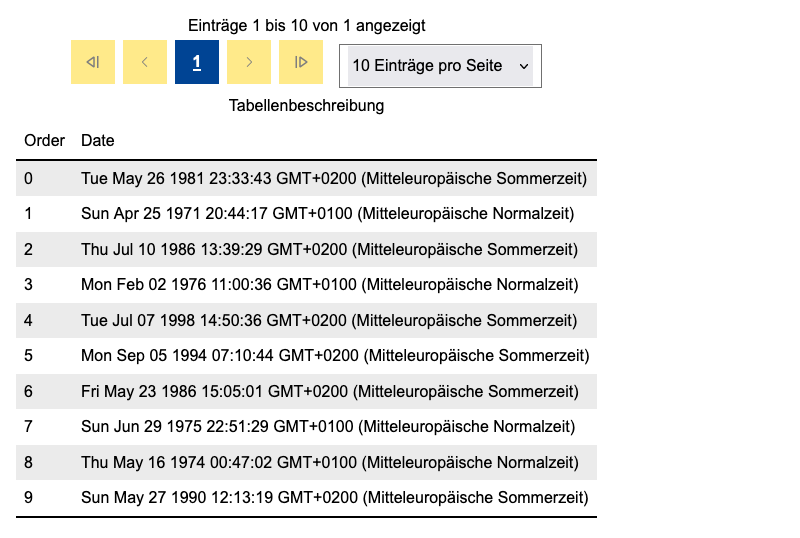 Einträge 1 bis 10 von 1 angezeigt
1 10 Einträge pro Seite
Tabellenbeschreibung
Order Date
0 Tue May 26 1981 23:33:43 GMT+0200 (Mitteleuropäische Sommerzeit)
1 Sun Apr 25 1971 20:44:17 GMT+0100 (Mitteleuropäische Normalzeit)
2 Thu Jul 10 1986 13:39:29 GMT+0200 (Mitteleuropäische Sommerzeit)
3 Mon Feb 02 1976 11:00:36 GMT+0100 (Mitteleuropäische Normalzeit)
4 Tue Jul 07 1998 14:50:36 GMT+0200 (Mitteleuropäische Sommerzeit)
5 Mon Sep 05 1994 07:10:44 GMT+0200 (Mitteleuropäische Sommerzeit)
6 Fri May 23 1986 15:05:01 GMT+0200 (Mitteleuropäische Sommerzeit)
7 Sun Jun 29 1975 22:51:29 GMT+0100 (Mitteleuropäische Normalzeit)
8 Thu May 16 1974 00:47:02 GMT+0100 (Mitteleuropäische Normalzeit)
9 Sun May 27 1990 12:13:19 GMT+0200 (Mitteleuropäische Sommerzeit)